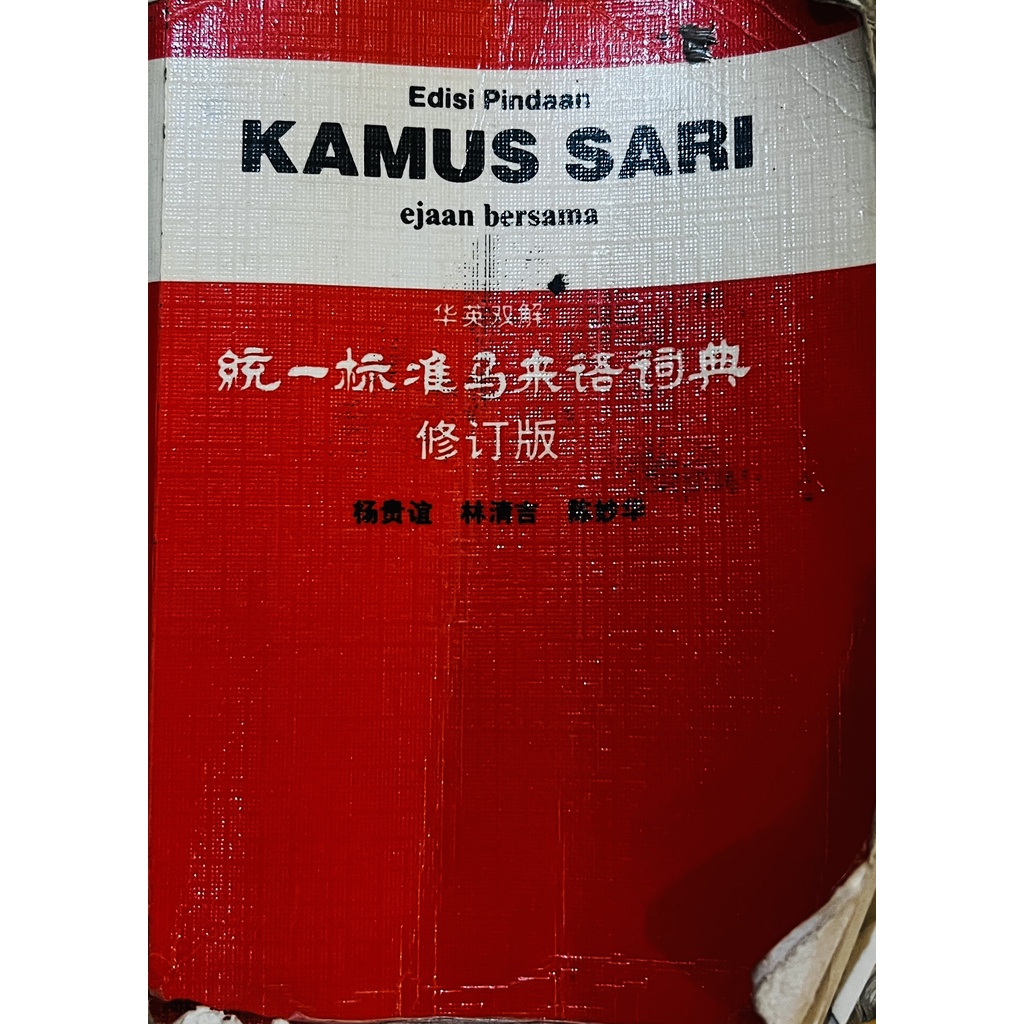 Edisi Pindaan
KAMUS SARI
ejaan bersama
华英双解
統一标准马来语词典
修订版
杨贵谊 林清吉 陈妙华